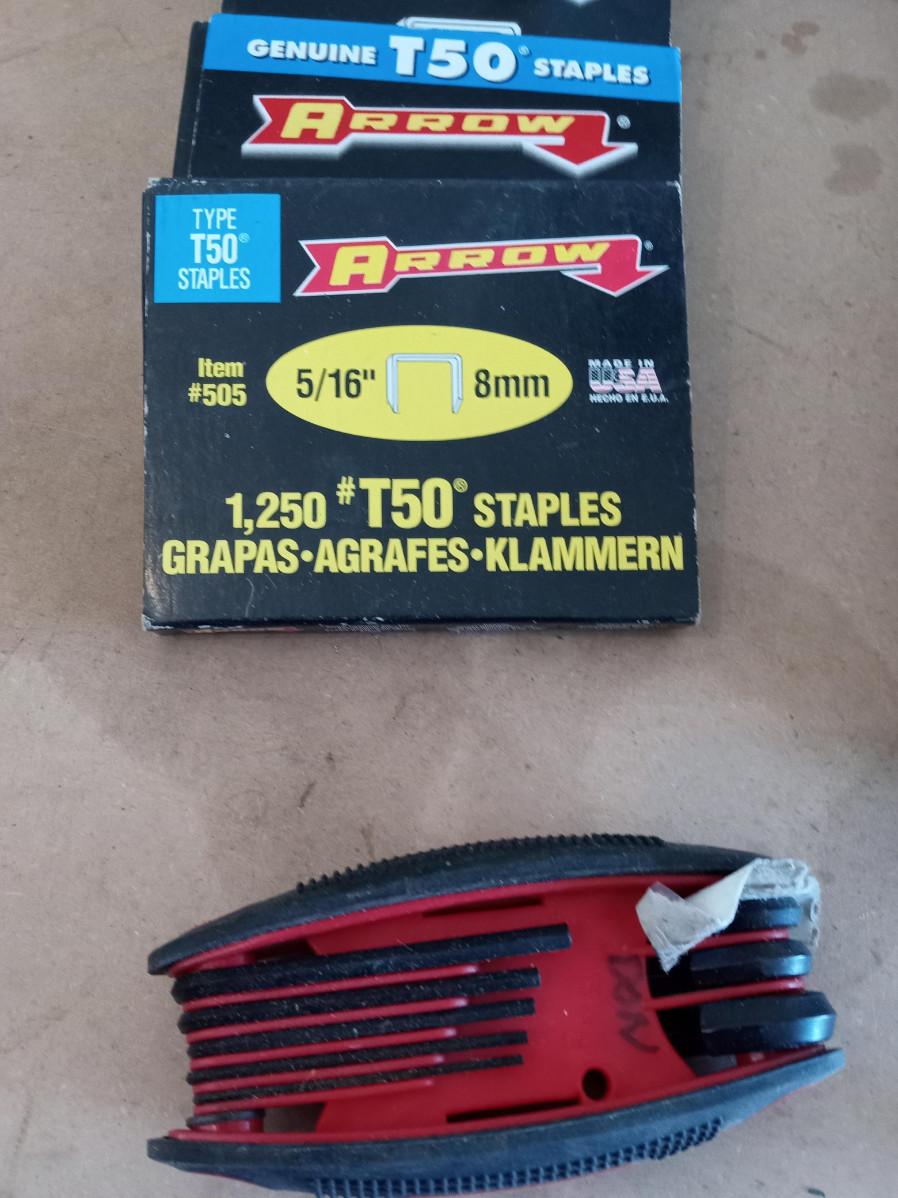 GENUINE T50® STAPLES
ARROW®
TYPE
T50®
STAPLES
ARROW®
Item
#505
5/16" 8mm
MADE IN
USA
HECHO EN E.U.A.
1,250 #T50® STAPLES
GRAPAS•AGRAFES•KLAMMERN